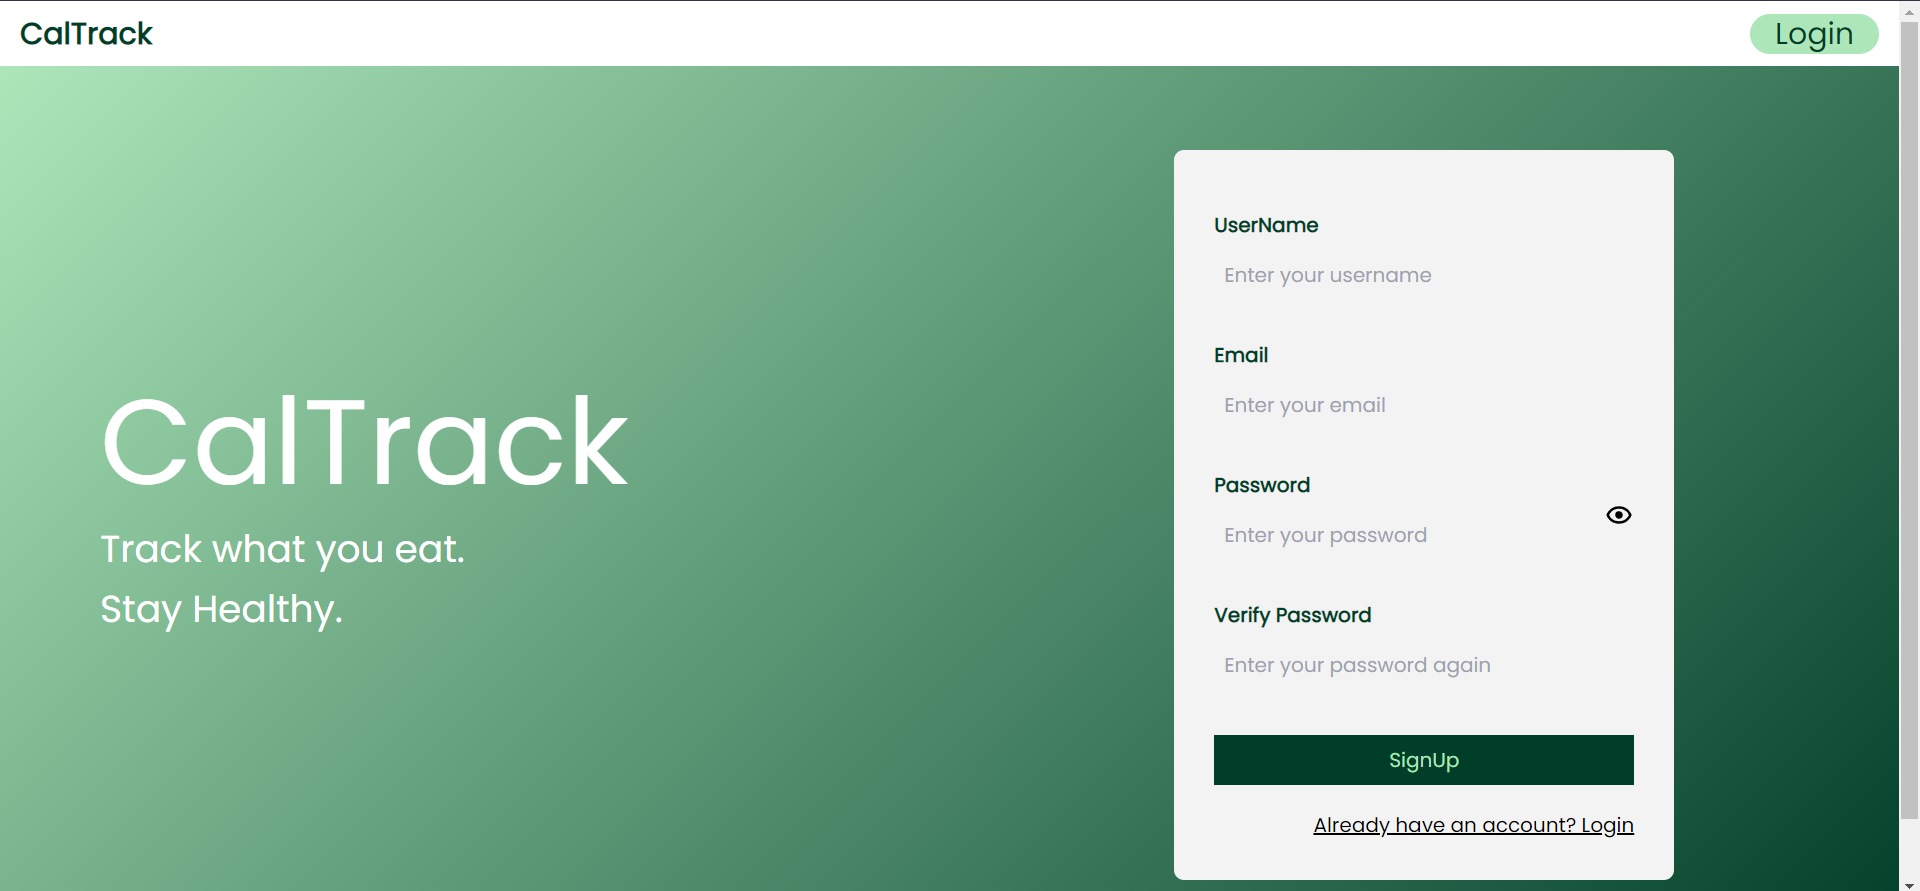 CalTrack
Login
CalTrack
Track what you eat.
Stay Healthy.
UserName
Enter your username
Email
Enter your email
Password
Enter your password
Verify Password
Enter your password again
SignUp
Already have an account? Login